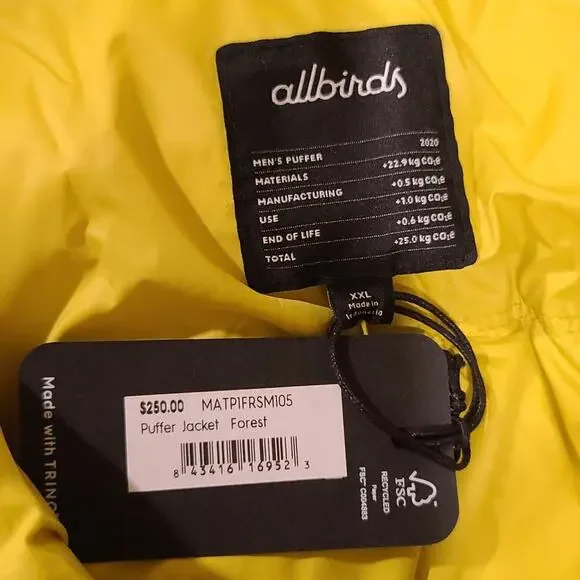 allbirds
MEN'S PUFFER 2020
MATERIALS +22.9 kg CO₂e
MANUFACTURING +0.5 kg CO₂e
USE +1.0 kg CO₂e
END OF LIFE +0.6 kg CO₂e
TOTAL +25.0 kg CO₂e
XXL
Made in
Indonesia
Made with TRINO
$250.00 MATP1FRSM105
Puffer Jacket Forest
8 43416 16952 3
FSC
RECYCLED
Paper
FSC® C004883